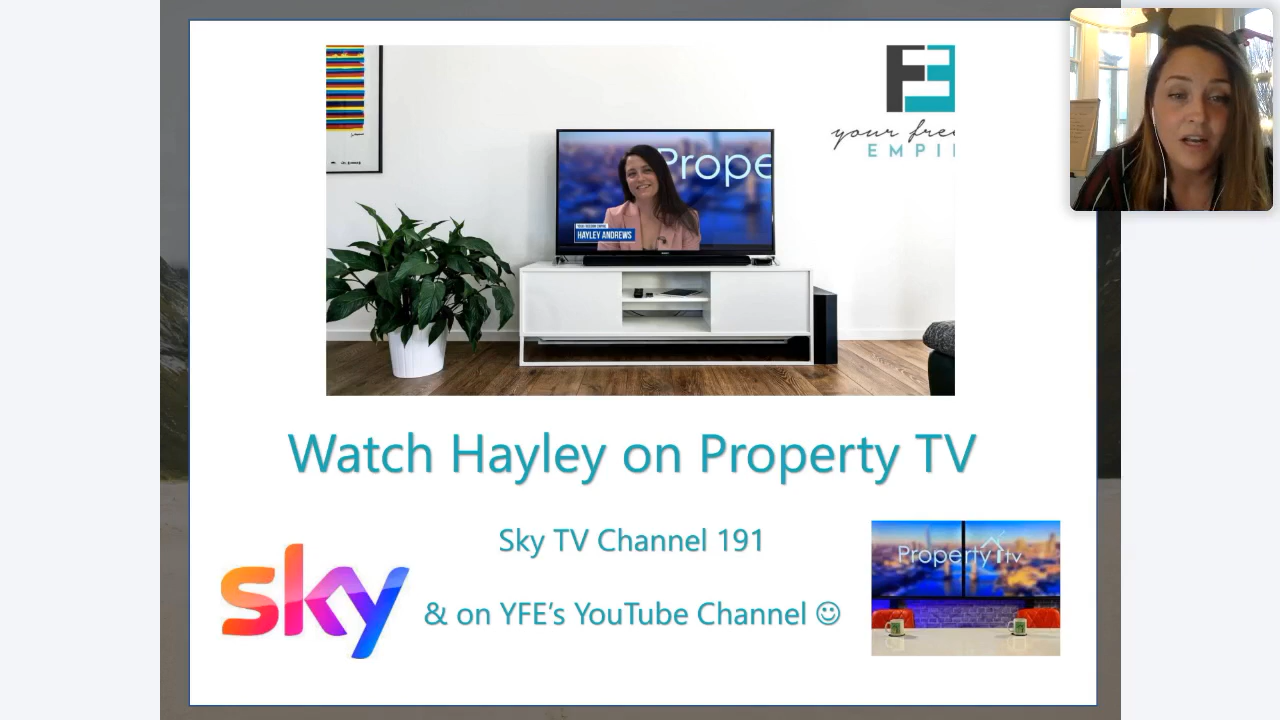 your free
EMPI
Prope
HAYLEY ANDREWS
Watch Hayley on Property TV
Sky TV Channel 191
sky
& on YFE’s YouTube Channel ☺
Property tv